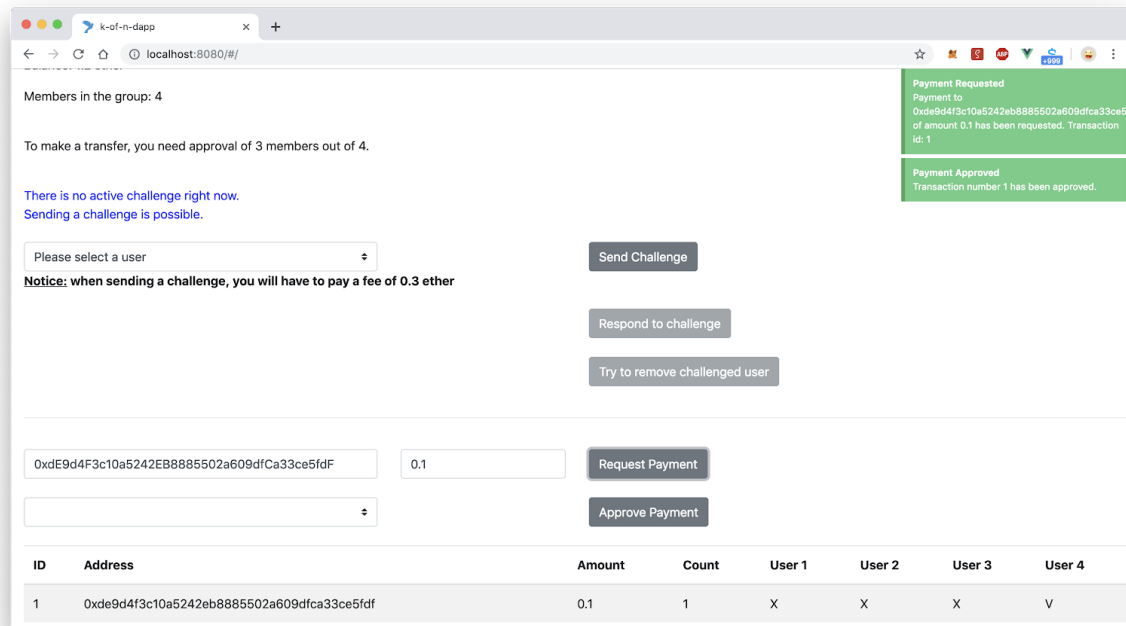 k-of-n-dapp
localhost:8080/#/
ABP
+999
Members in the group: 4
To make a transfer, you need approval of 3 members out of 4.
There is no active challenge right now.
Sending a challenge is possible.
Payment Requested
Payment to
0xde9d4f3c10a5242eb8885502a609dfca33ce5
of amount 0.1 has been requested. Transaction
id: 1
Payment Approved
Transaction number 1 has been approved.
Please select a user
Send Challenge
Notice: when sending a challenge, you will have to pay a fee of 0.3 ether
Respond to challenge
Try to remove challenged user
0xdE9d4F3c10a5242EB8885502a609dfCa33ce5fdF 0.1 Request Payment
Approve Payment
ID Address Amount Count User 1 User 2 User 3 User 4
1 0xde9d4f3c10a5242eb8885502a609dfca33ce5fdf 0.1 1 X X X V